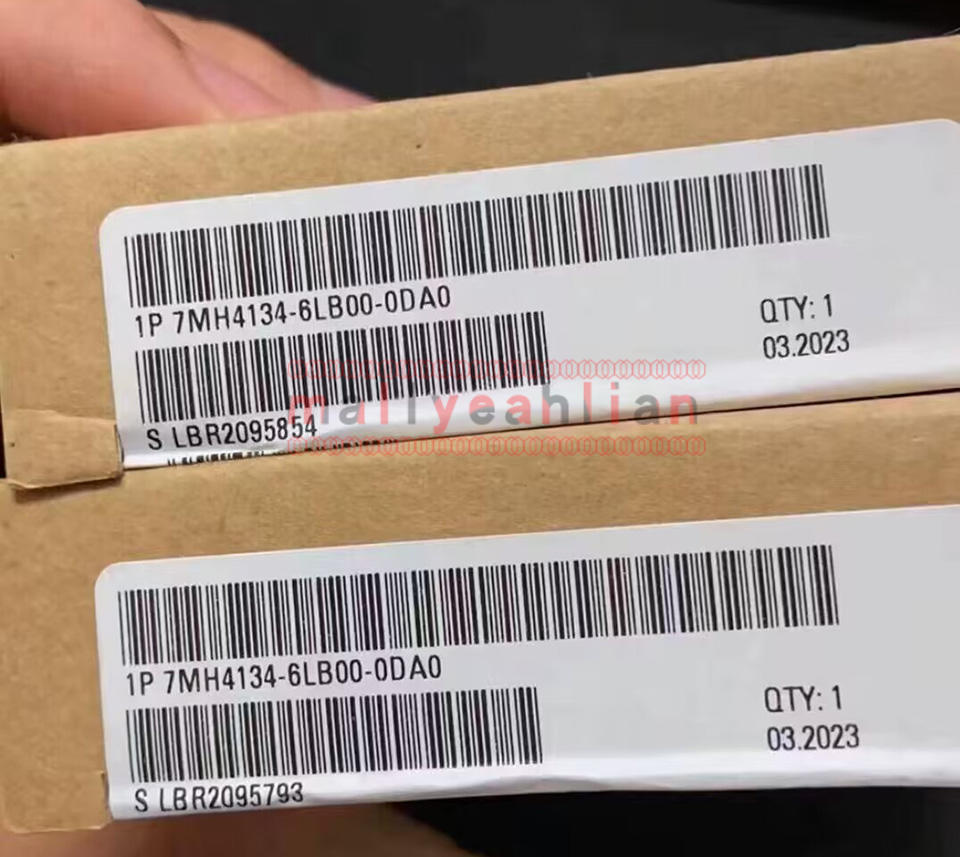 1P 7MH4134-6LB00-0DA0
QTY: 1
03.2023
S LBR2095854
mallyeahlian
1P 7MH4134-6LB00-0DA0
QTY: 1
03.2023
S LBR2095793